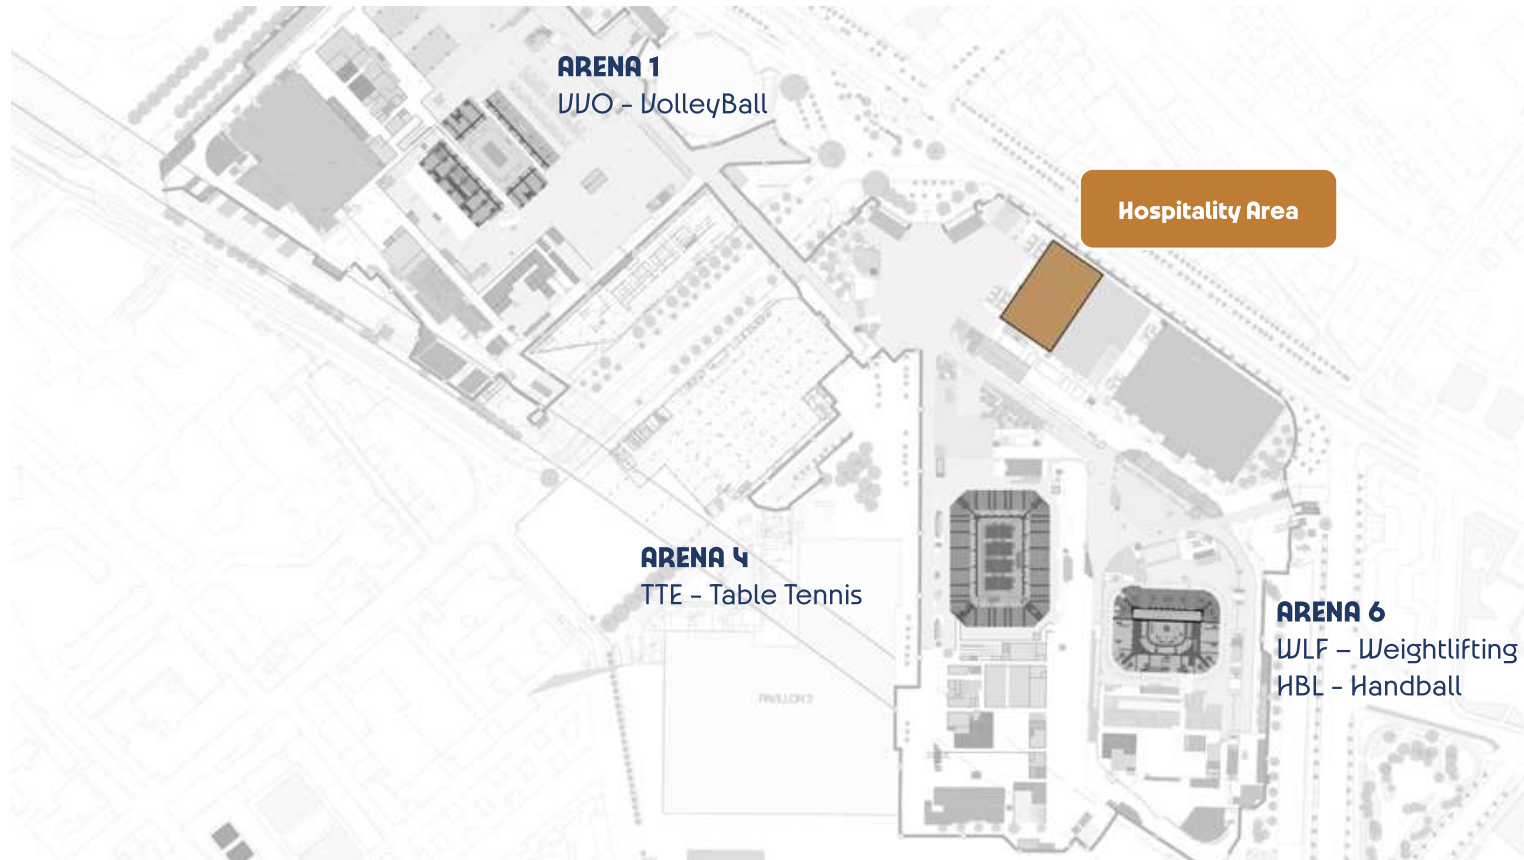 ARENA 1
VVO - VolleyBall
Hospitality Area
ARENA 4
TTE - Table Tennis
ARENA 6
WLF – Weightlifting
HBL - Handball